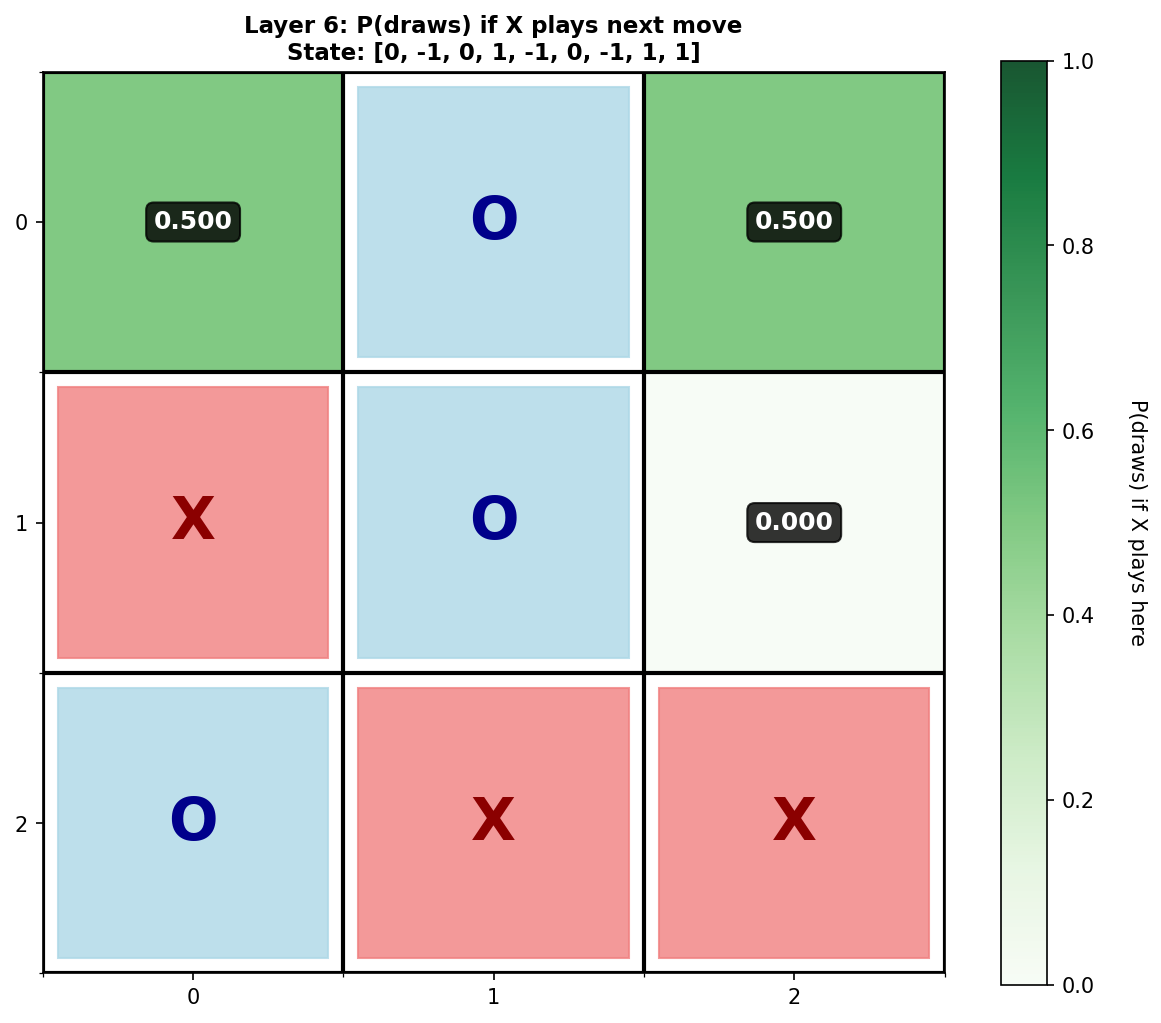 Layer 6: P(draws) if X plays next move
State: [0, -1, 0, 1, -1, 0, -1, 1, 1]
0.500
O
0.500
X
O
0.000
O
X
X
0
1
2
0
1
2
1.0
0.8
0.6
0.4
0.2
0.0
P(draws) if X plays here